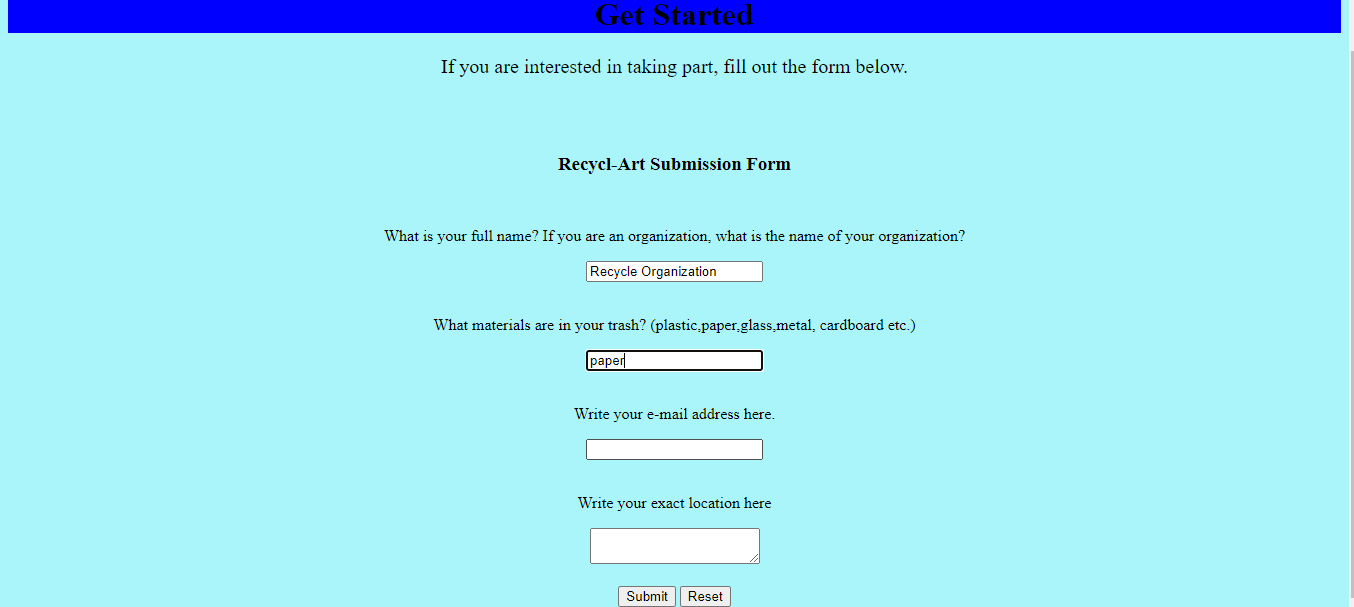 Get Started
If you are interested in taking part, fill out the form below.
Recycl-Art Submission Form
What is your full name? If you are an organization, what is the name of your organization?
Recycle Organization
What materials are in your trash? (plastic,paper,glass,metal, cardboard etc.)
paper
Write your e-mail address here.
Write your exact location here
Submit Reset